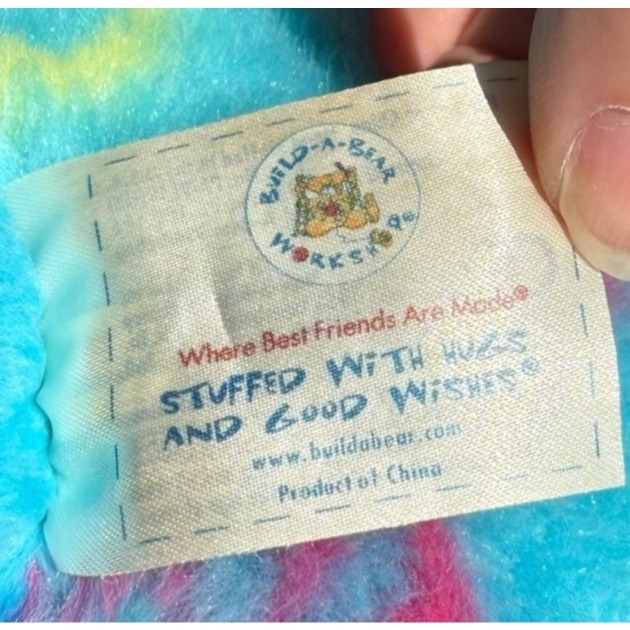 BUILD-A-BEAR
WORKSHOP®
Where Best Friends Are Made®
STUFFED WITH HUGS
AND GOOD WISHES®
www.buildabear.com
Product of China